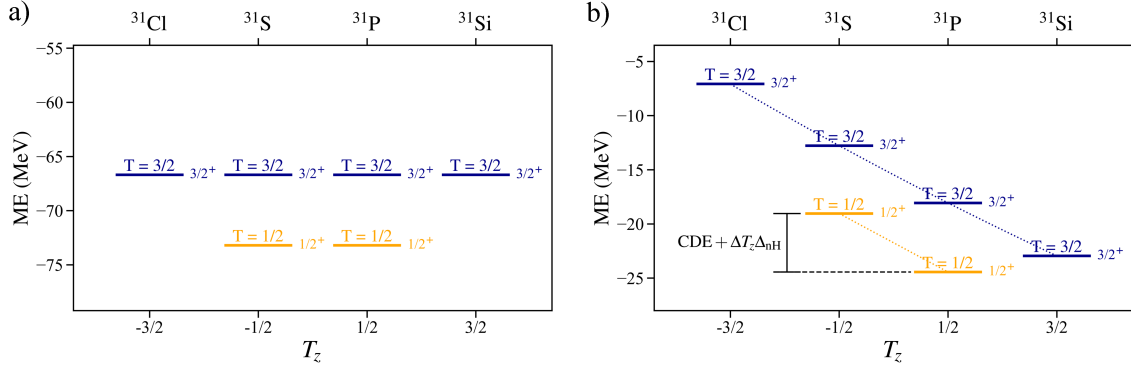 a)
³¹Cl ³¹S ³¹P ³¹Si
ME (MeV)
−55
−60
−65
−70
−75
T = 3/2 3/2⁺ T = 3/2 3/2⁺ T = 3/2 3/2⁺ T = 3/2 3/2⁺
T = 1/2 1/2⁺ T = 1/2 1/2⁺
-3/2 -1/2 1/2 3/2
T_z
b)
³¹Cl ³¹S ³¹P ³¹Si
ME (MeV)
−5
−10
−15
−20
−25
T = 3/2 3/2⁺
T = 3/2 3/2⁺
T = 3/2 3/2⁺
T = 3/2 3/2⁺
T = 1/2 1/2⁺
T = 1/2 1/2⁺
CDE + ΔT_zΔ_nH
-3/2 -1/2 1/2 3/2
T_z